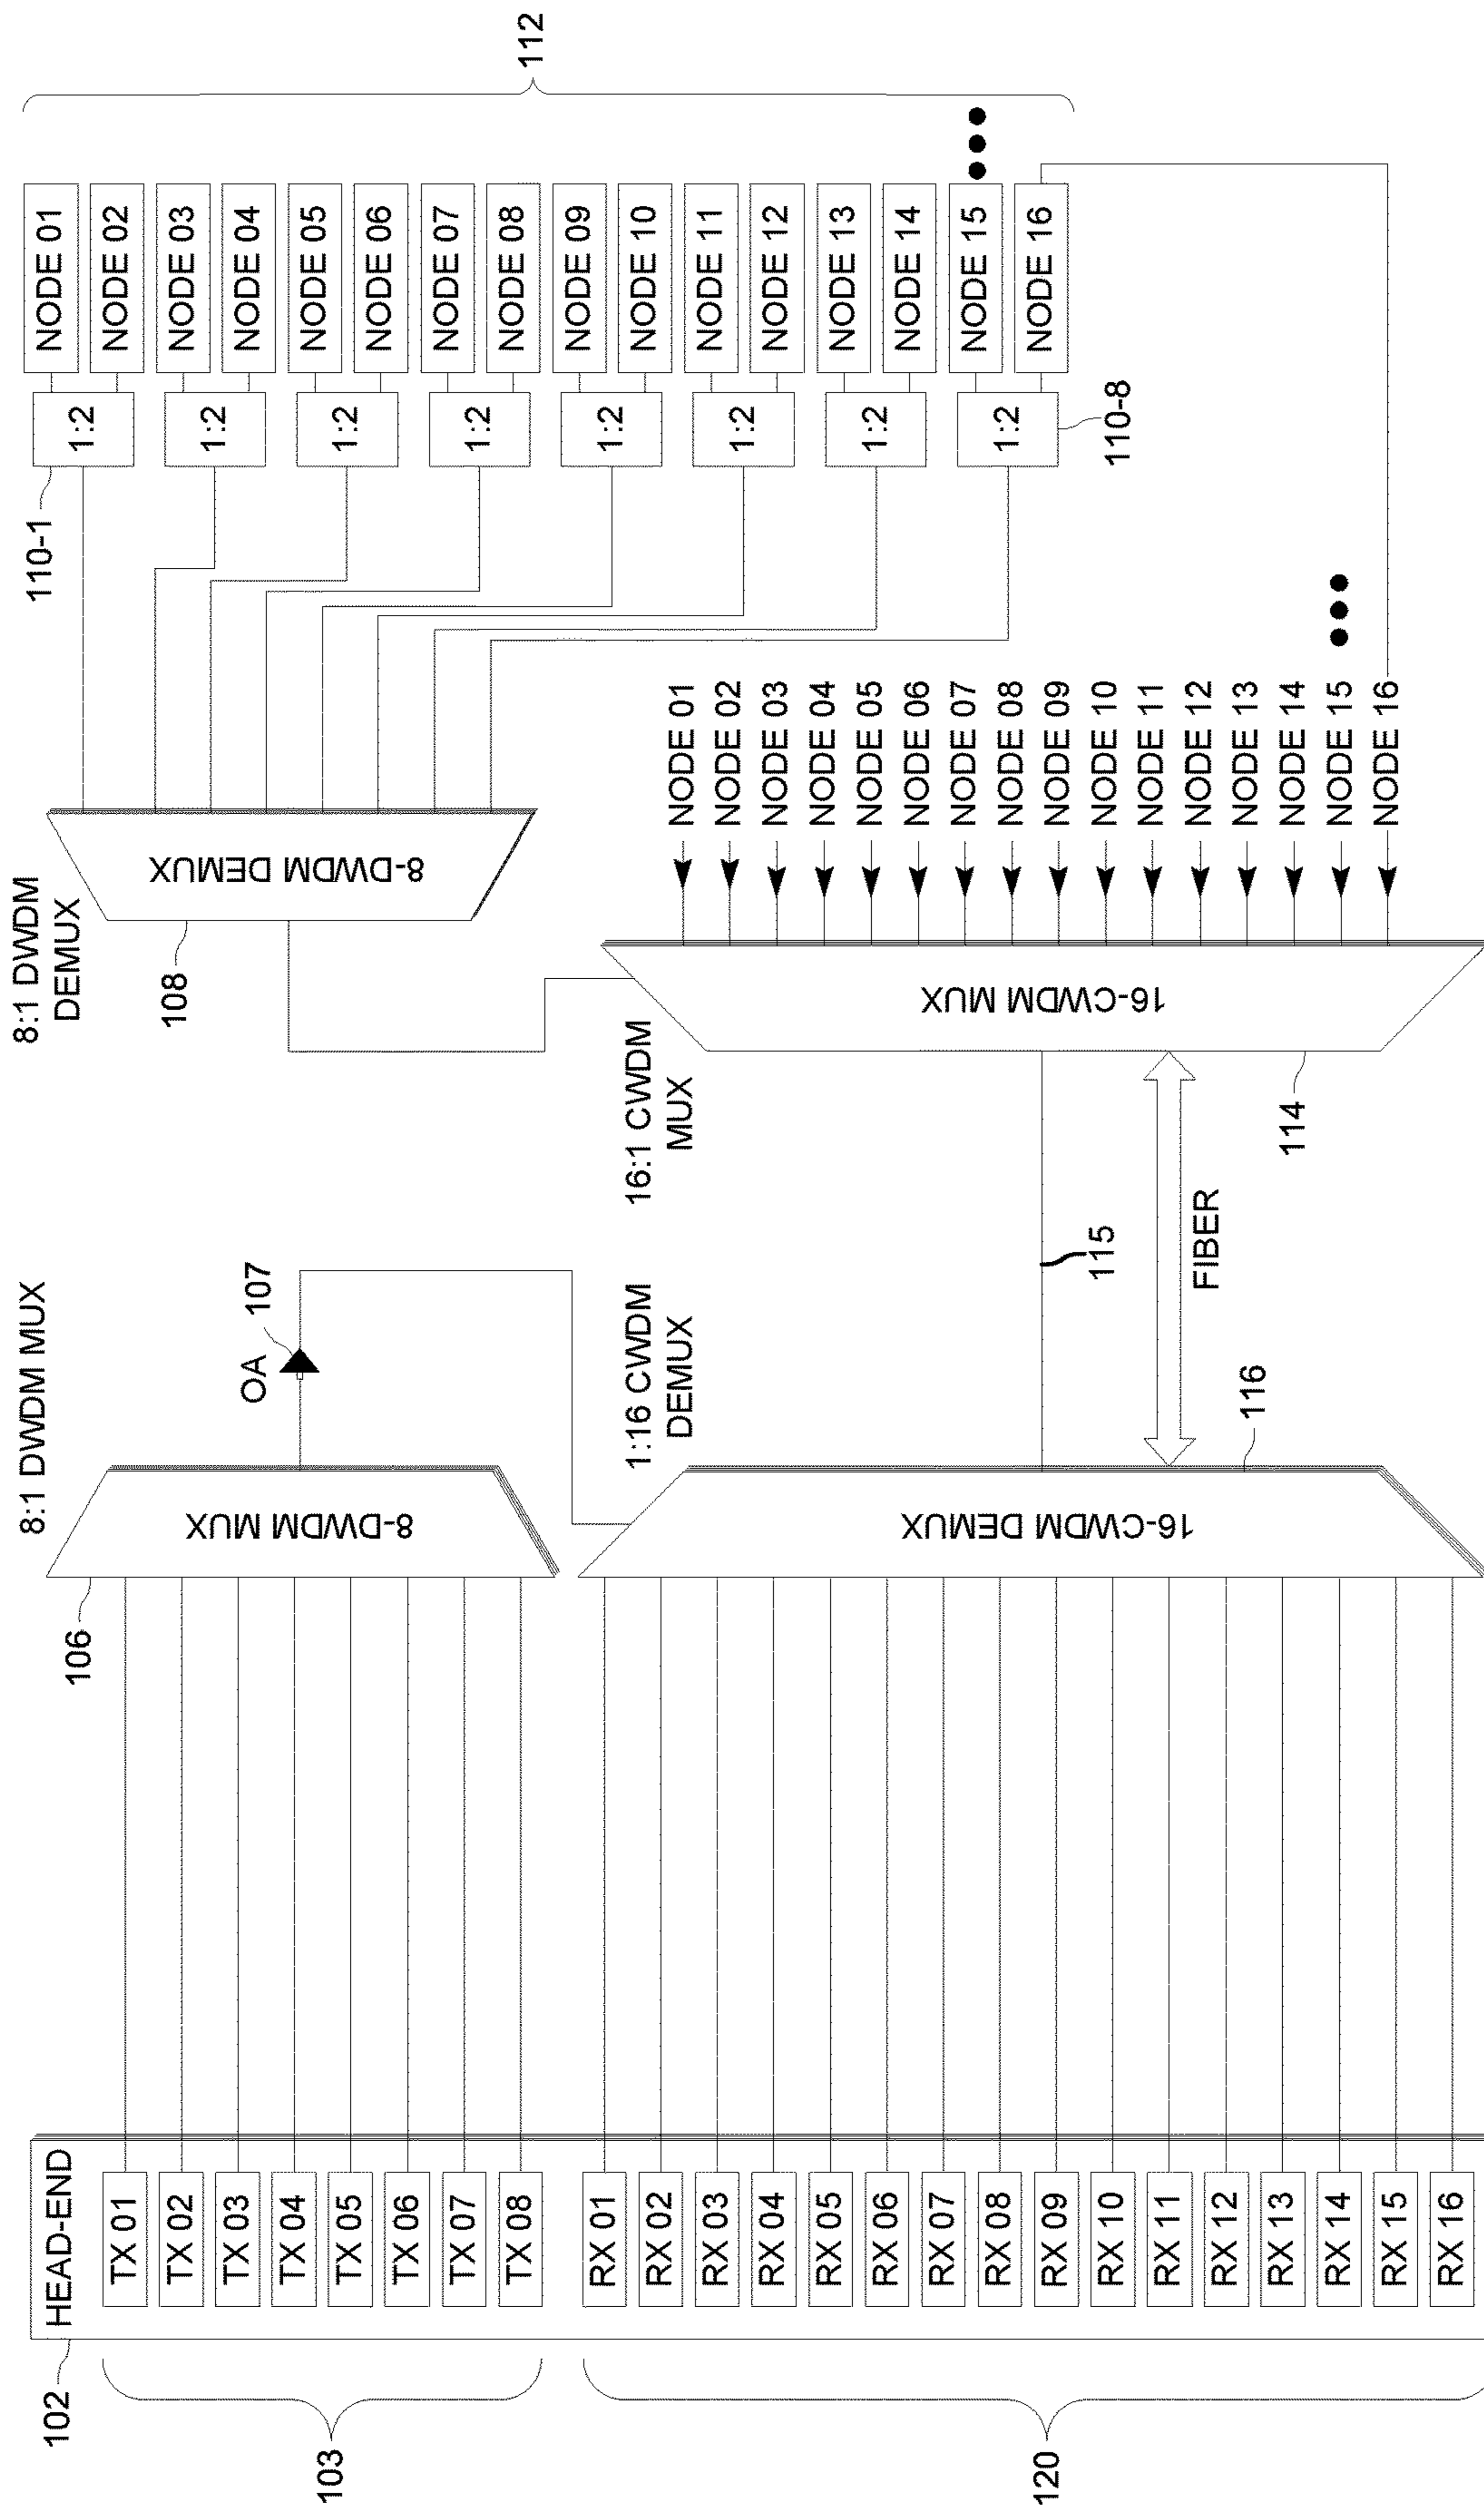 102
HEAD-END
103
TX 01
TX 02
TX 03
TX 04
TX 05
TX 06
TX 07
TX 08
120
RX 01
RX 02
RX 03
RX 04
RX 05
RX 06
RX 07
RX 08
RX 09
RX 10
RX 11
RX 12
RX 13
RX 14
RX 15
RX 16
8:1 DWDM MUX
106
8-DWDM MUX
OA
107
1:16 CWDM
DEMUX
16-CWDM DEMUX
116
115
FIBER
8:1 DWDM
DEMUX
108
8-DWDM DEMUX
16:1 CWDM
MUX
16-CWDM MUX
114
NODE 01
NODE 02
NODE 03
NODE 04
NODE 05
NODE 06
NODE 07
NODE 08
NODE 09
NODE 10
NODE 11
NODE 12
NODE 13
NODE 14
NODE 15
NODE 16
110-1
1:2
1:2
1:2
1:2
1:2
1:2
1:2
1:2
110-8
NODE 01
NODE 02
NODE 03
NODE 04
NODE 05
NODE 06
NODE 07
NODE 08
NODE 09
NODE 10
NODE 11
NODE 12
NODE 13
NODE 14
NODE 15
NODE 16
112